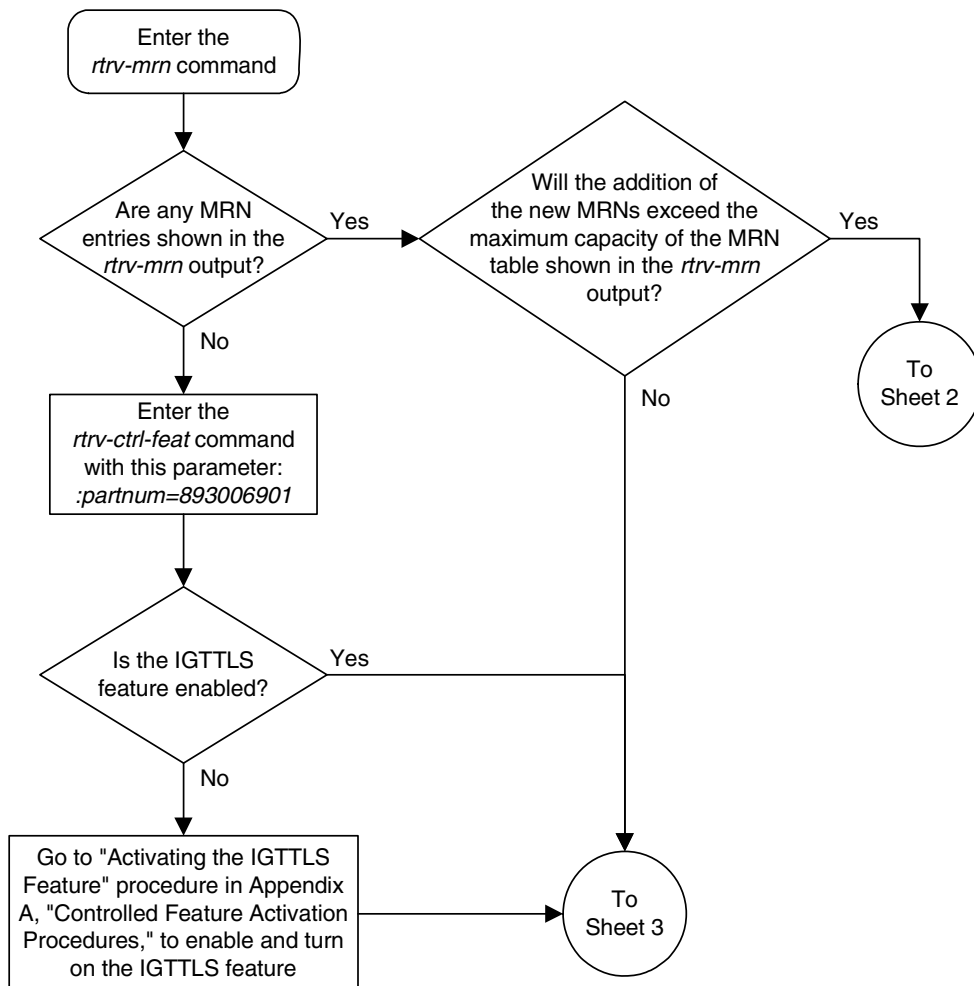 Enter the
rtrv-mrn
command
Are any MRN
entries shown in the
rtrv-mrn output?
Yes
No
Will the addition of
the new MRNs exceed the
maximum capacity of the MRN
table shown in the rtrv-mrn
output?
Yes
No
To
Sheet 2
Enter the
rtrv-ctrl-feat command
with this parameter:
:partnum=893006901
Is the IGTTLS
feature enabled?
Yes
No
Go to "Activating the IGTTLS
Feature" procedure in Appendix
A, "Controlled Feature Activation
Procedures," to enable and turn
on the IGTTLS feature
To
Sheet 3